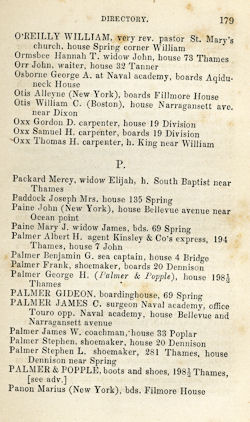 DIRECTORY. 179
O'REILLY WILLIAM, very rev. pastor St. Mary's
church, house Spring corner William
Ormsbee Hannah T. widow John, house 73 Thames
Orr John, waiter, house 32 Tanner
Osborne George A. at Naval academy, boards Aqidu-
neck House
Otis Alleyne (New York), boards Fillmore House
Otis William C. (Boston), house Narragansett ave.
near Dixon
Oxx Gordon D. carpenter, house 19 Division
Oxx Samuel H. carpenter, boards 19 Division
Oxx Thomas H. carpenter, h. King near William
P.
Packard Mercy, widow Elijah, h. South Baptist near
Thames
Paddock Joseph Mrs. house 135 Spring
Paine John (New York), house Bellevue avenue near
Ocean point
Paine Mary J. widow James, bds. 69 Spring
Palmer Albert H. agent Kinsley & Co's express, 194
Thames, house 7 John
Palmer Benjamin G. sea captain, house 4 Bridge
Palmer Frank, shoemaker, boards 20 Dennison
Palmer George H. (Palmer & Popple), house 198½
Thames
PALMER GIDEON, boardinghouse, 69 Spring
PALMER JAMES C. surgeon Naval academy, office
Touro opp. Naval academy, house Bellevue and
Narragansett avenue
Palmer James W. coachman, house 33 Poplar
Palmer Stephen, shoemaker, house 20 Dennison
Palmer Stephen L. shoemaker, 281 Thames, house
Dennison near Spring
PALMER & POPPLE, boots and shoes, 198½ Thames,
[see adv.]
Panon Marius (New York), bds. Filmore House